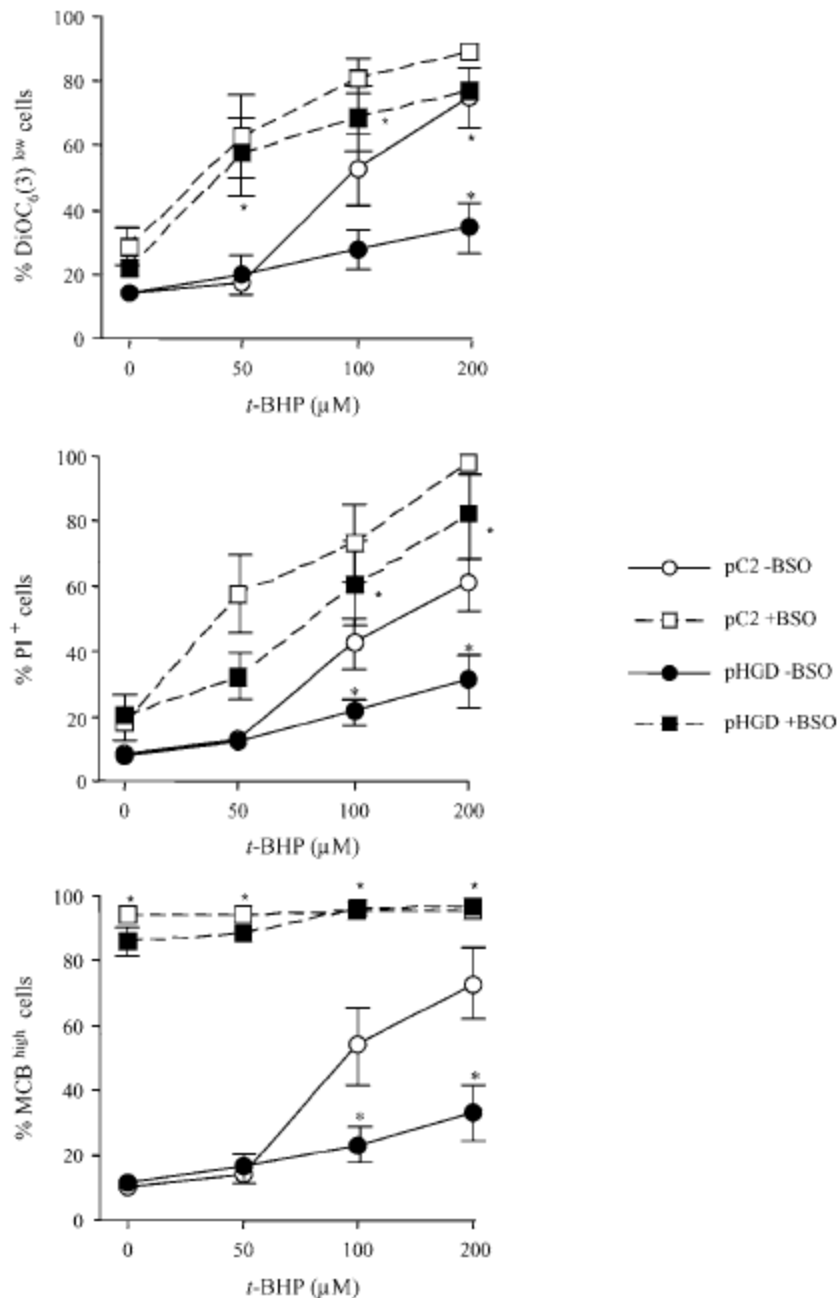 100
80
60
40
20
0
% DiOC₆(3) ˡᵒʷ cells
*
*
*
*
0 50 100 200
t-BHP (μM)
100
80
60
40
20
0
% PI⁺ cells
*
*
*
*
0 50 100 200
t-BHP (μM)
pC2 -BSO
pC2 +BSO
pHGD -BSO
pHGD +BSO
100
80
60
40
20
0
% MCB ʰⁱᵍʰ cells
* * * *
*
*
0 50 100 200
t-BHP (μM)